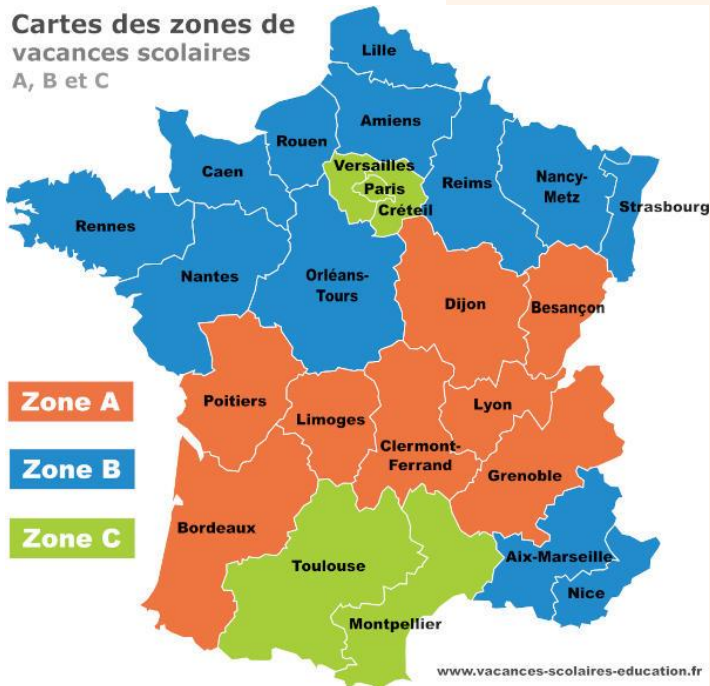 Cartes des zones de
vacances scolaires
A, B et C
Lille
Amiens
Rouen
Caen
Versailles
Paris
Créteil
Reims
Nancy-
Metz
Strasbourg
Rennes
Nantes
Orléans-
Tours
Dijon
Besançon
Zone A
Poitiers
Limoges
Lyon
Clermont-
Ferrand
Grenoble
Zone B
Bordeaux
Zone C
Toulouse
Aix-Marseille
Nice
Montpellier
www.vacances-scolaires-education.fr